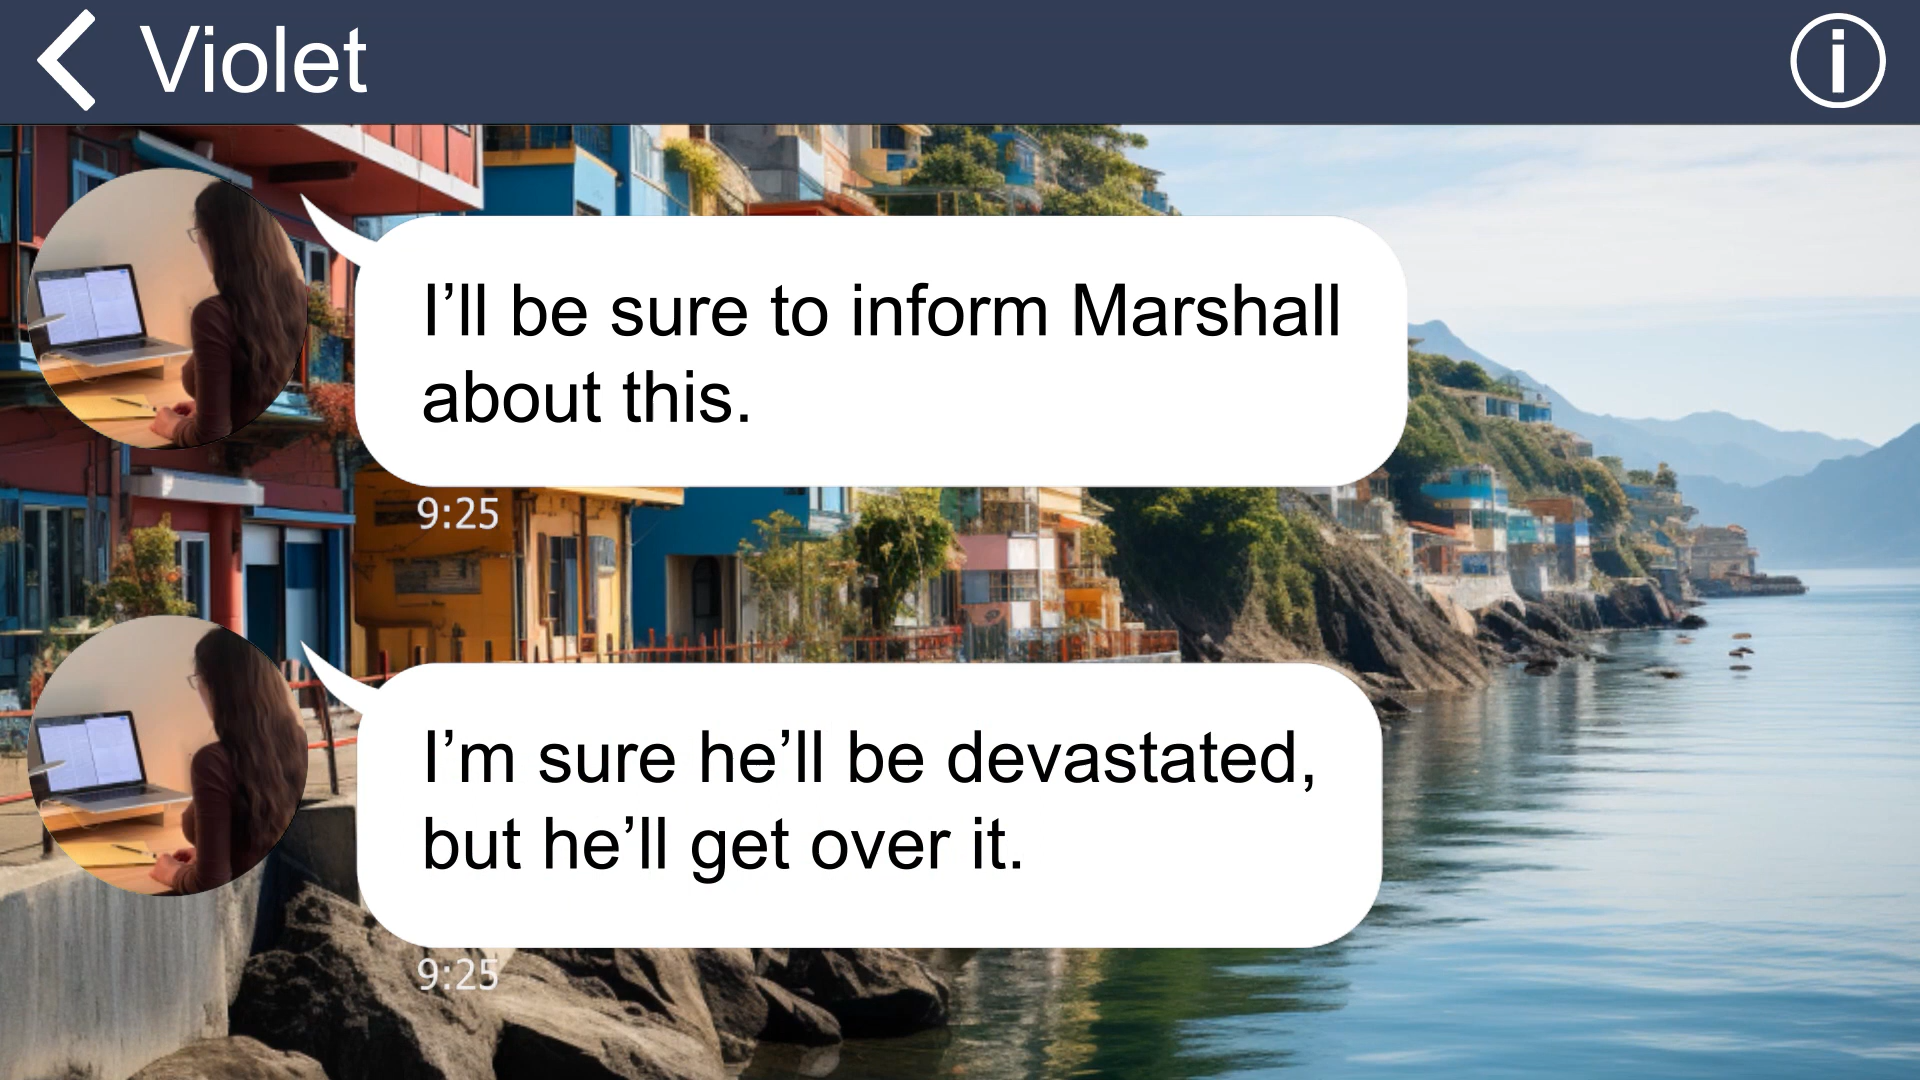 Violet
I’ll be sure to inform Marshall
about this.
9:25
I’m sure he’ll be devastated,
but he’ll get over it.
9:25